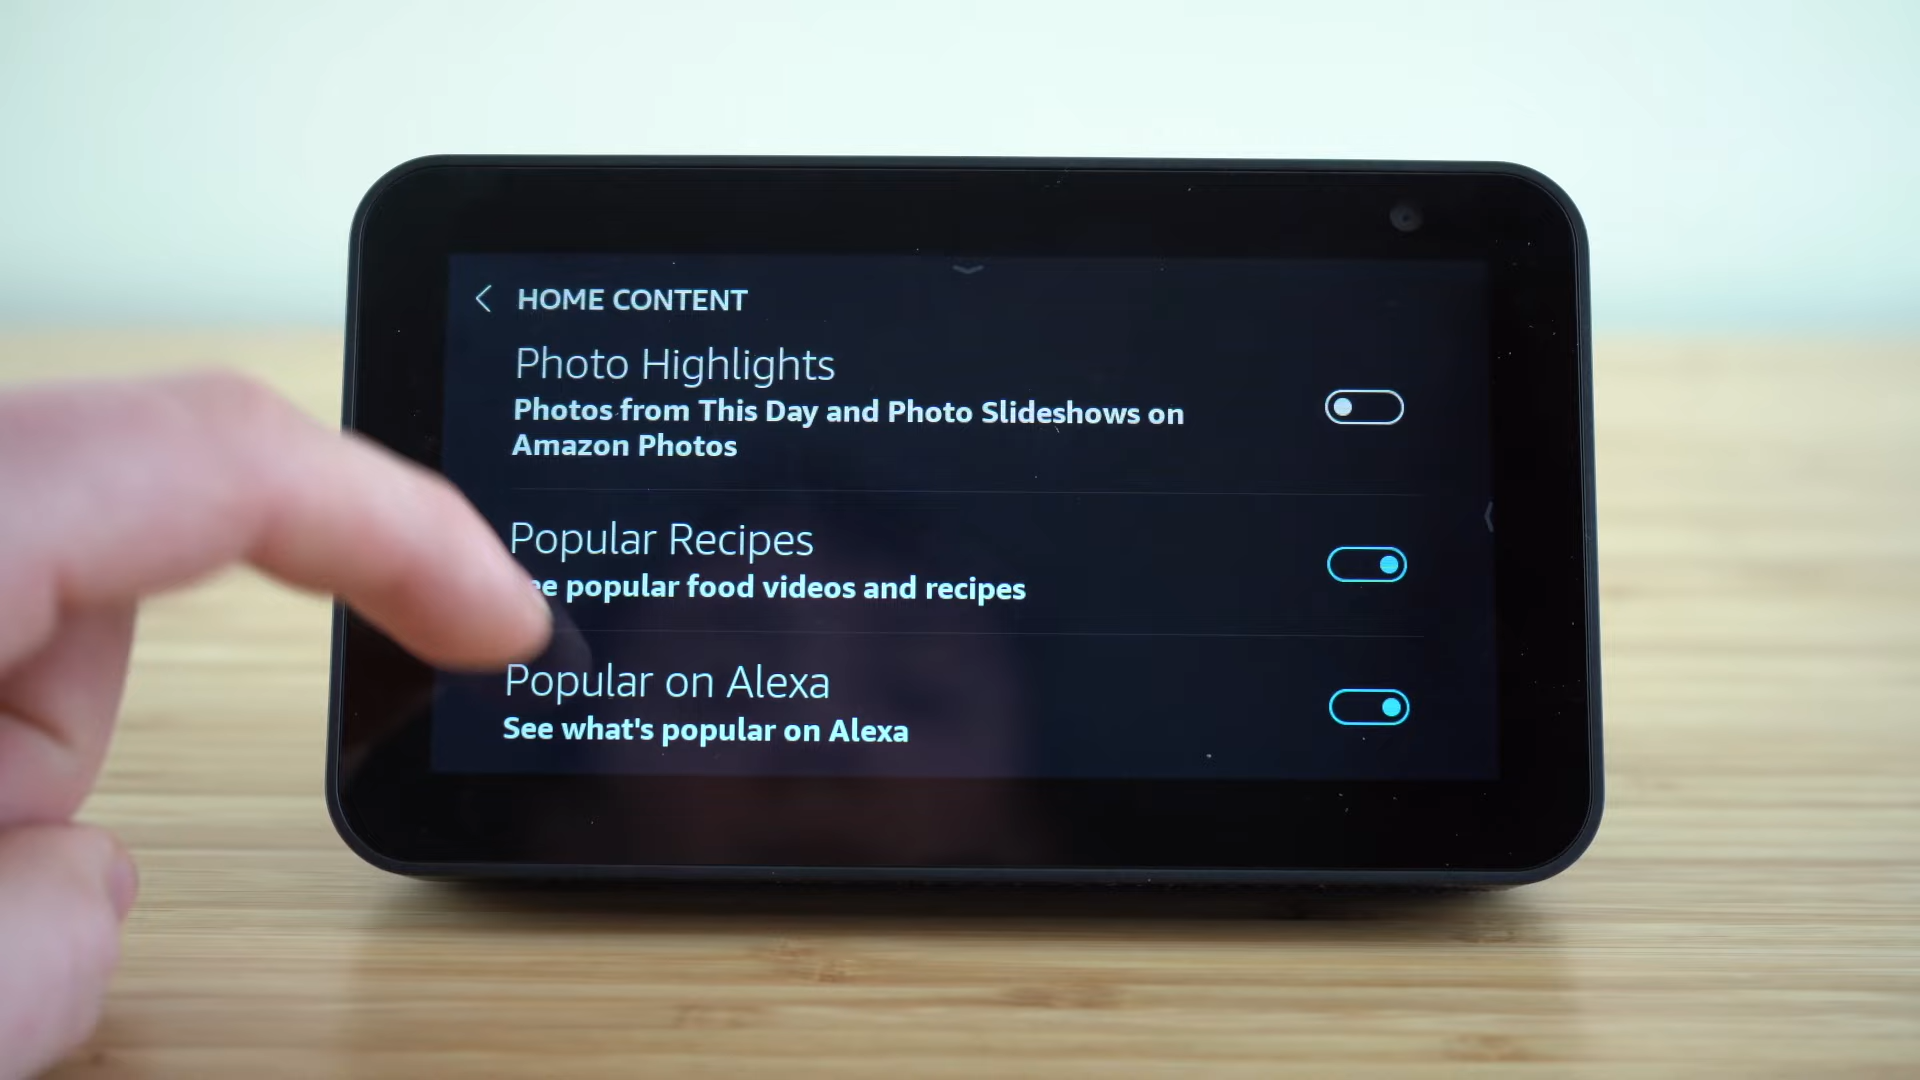 HOME CONTENT
Photo Highlights
Photos from This Day and Photo Slideshows on
Amazon Photos
Popular Recipes
popular food videos and recipes
Popular on Alexa
See what's popular on Alexa